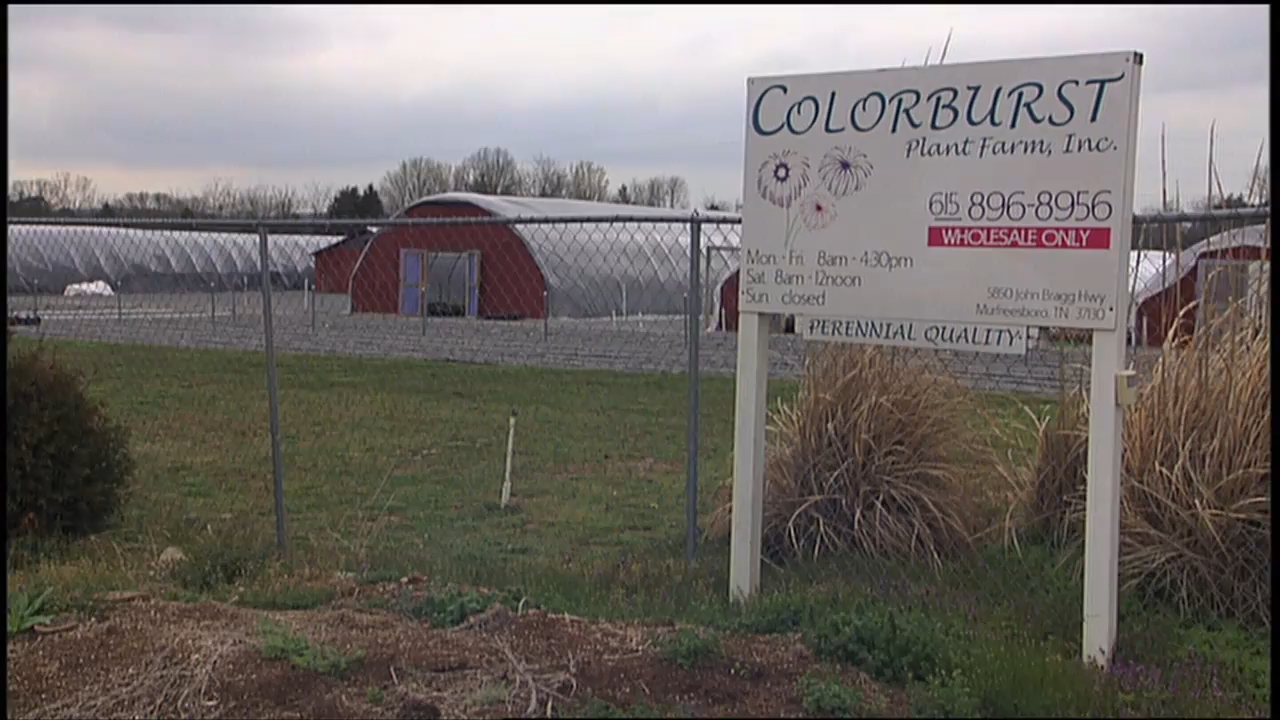 COLORBURST
Plant Farm, Inc.
615 896-8956
WHOLESALE ONLY
Mon. - Fri. 8am - 4:30pm
Sat. 8am - 12noon
Sun. closed
5850 John Bragg Hwy.
Murfreesboro, TN 37130
PERENNIAL QUALITY